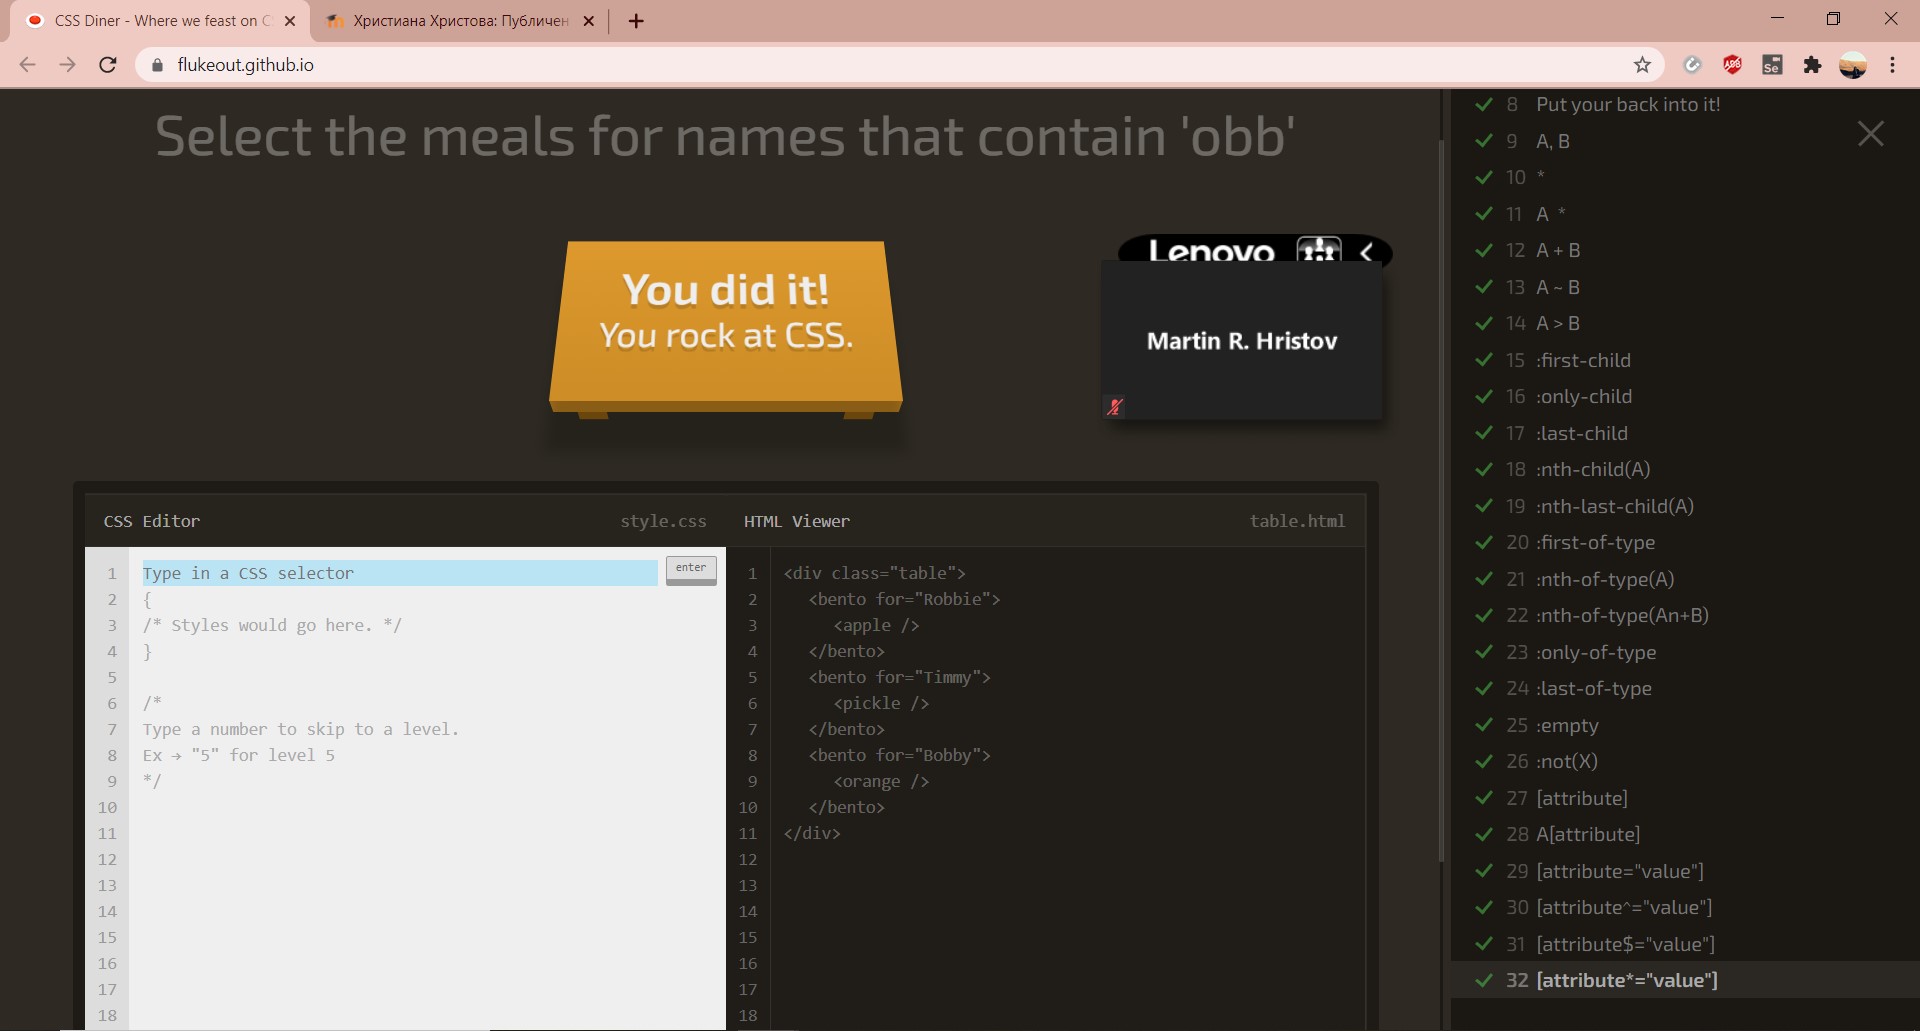 CSS Diner - Where we feast on C
Христиана Христова: Публичен
flukeout.github.io
ABP
Se
Select the meals for names that contain 'obb'
You did it!
You rock at CSS.
Lenovo
Martin R. Hristov
CSS Editor
style.css
1 Type in a CSS selector
enter
2 {
3 /* Styles would go here. */
4 }
5
6 /*
7 Type a number to skip to a level.
8 Ex → "5" for level 5
9 */
10
11
12
13
14
15
16
17
18
HTML Viewer
table.html
1 <div class="table">
2 <bento for="Robbie">
3 <apple />
4 </bento>
5 <bento for="Timmy">
6 <pickle />
7 </bento>
8 <bento for="Bobby">
9 <orange />
10 </bento>
11 </div>
12
13
14
15
16
17
18
8 Put your back into it!
9 A, B
10 *
11 A *
12 A + B
13 A ~ B
14 A > B
15 :first-child
16 :only-child
17 :last-child
18 :nth-child(A)
19 :nth-last-child(A)
20 :first-of-type
21 :nth-of-type(A)
22 :nth-of-type(An+B)
23 :only-of-type
24 :last-of-type
25 :empty
26 :not(X)
27 [attribute]
28 A[attribute]
29 [attribute="value"]
30 [attribute^="value"]
31 [attribute$="value"]
32 [attribute*="value"]